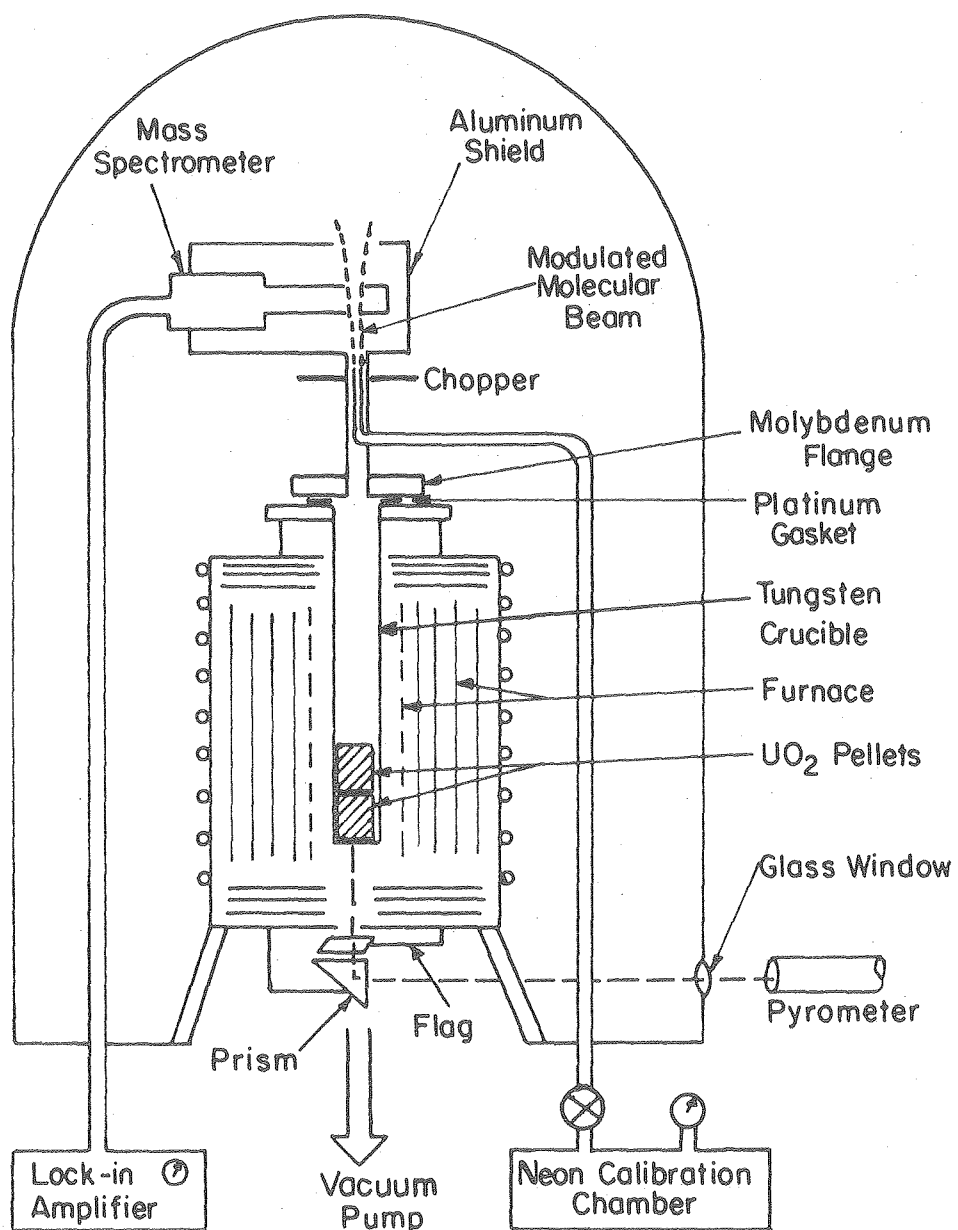 Mass
Spectrometer
Aluminum
Shield
Modulated
Molecular
Beam
Chopper
Molybdenum
Flange
Platinum
Gasket
Tungsten
Crucible
Furnace
UO₂ Pellets
Glass Window
Pyrometer
Flag
Prism
Lock-in
Amplifier
Vacuum
Pump
Neon Calibration
Chamber